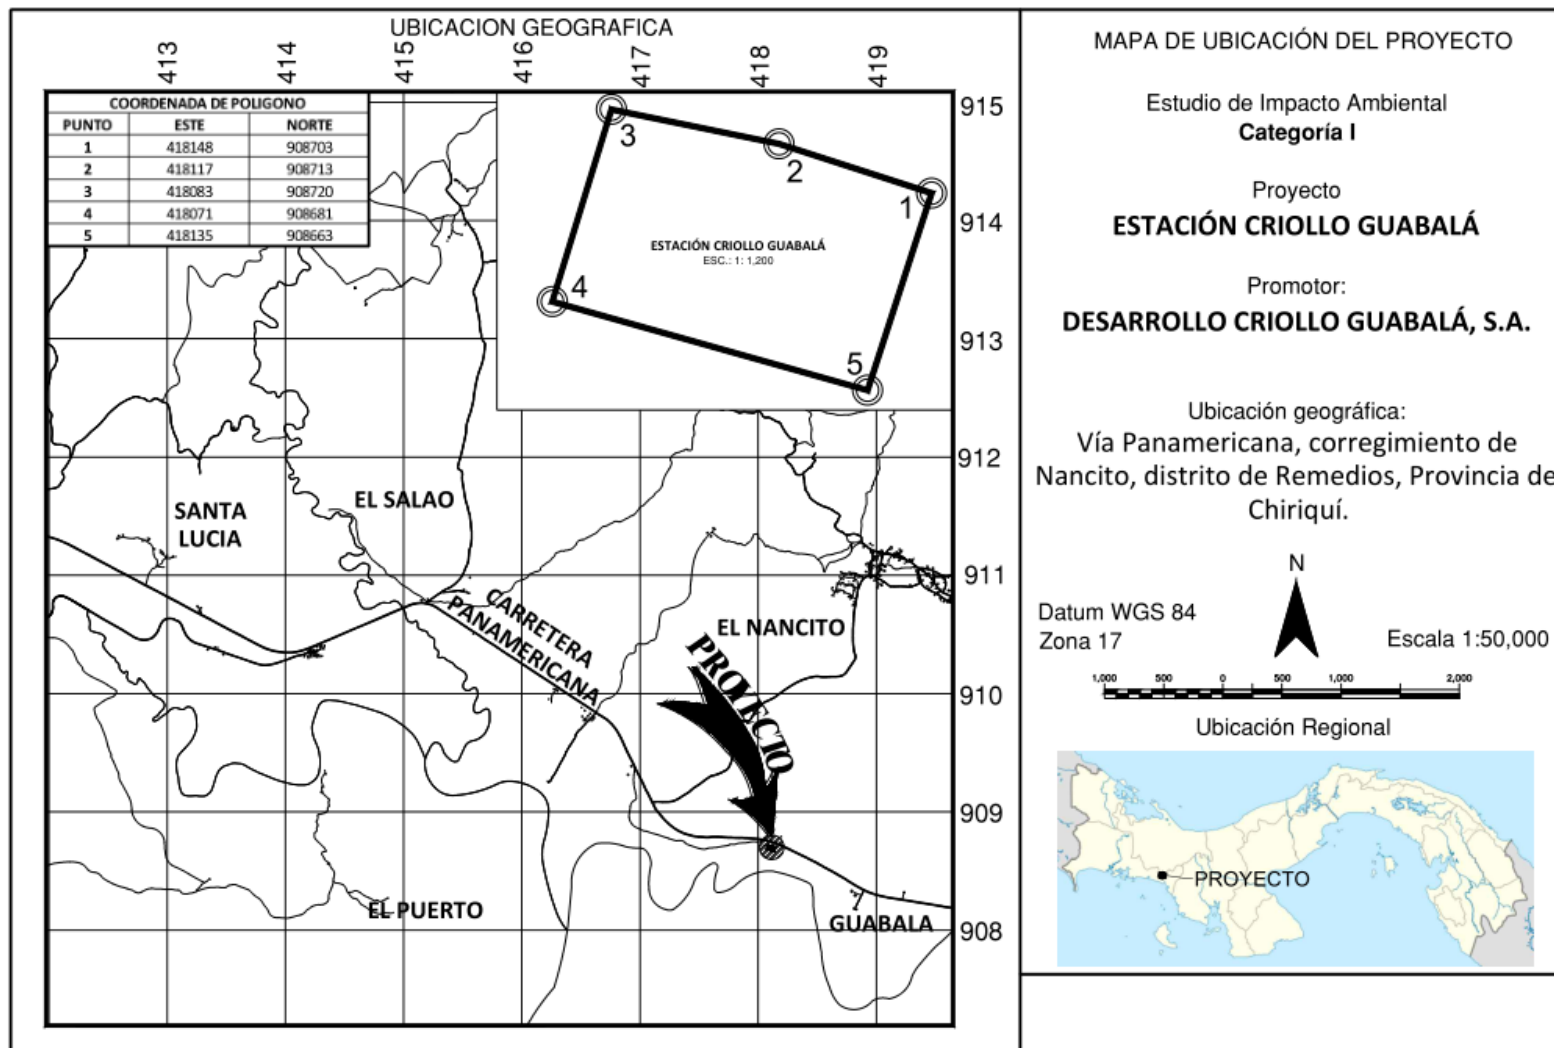 UBICACION GEOGRAFICA
413 414 415 416 417 418 419
COORDENADA DE POLIGONO
PUNTO ESTE NORTE
1 418148 908703
2 418117 908713
3 418083 908720
4 418071 908681
5 418135 908663
3
2
1
ESTACIÓN CRIOLLO GUABALÁ
ESC.: 1: 1,200
4
5
915
914
913
912
911
910
909
908
SANTA
LUCIA
EL SALAO
CARRETERA
PANAMERICANA
EL NANCITO
PROYECTO
EL PUERTO
GUABALA
MAPA DE UBICACIÓN DEL PROYECTO
Estudio de Impacto Ambiental
Categoría I
Proyecto
ESTACIÓN CRIOLLO GUABALÁ
Promotor:
DESARROLLO CRIOLLO GUABALÁ, S.A.
Ubicación geográfica:
Vía Panamericana, corregimiento de
Nancito, distrito de Remedios, Provincia de
Chiriquí.
N
Datum WGS 84
Zona 17
Escala 1:50,000
1,000 500 0 500 1,000 2,000
Ubicación Regional
PROYECTO